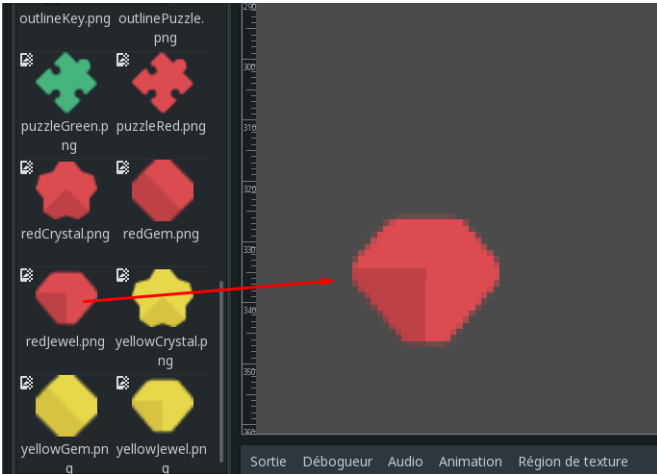 outlineKey.png outlinePuzzle.
png
290
300
puzzleGreen.p puzzleRed.png
ng
310
320
redCrystal.png redGem.png
330
340
redJewel.png yellowCrystal.p
ng
350
360
yellowGem.pn yellowJewel.pn
g g
Sortie Débogueur Audio Animation Région de texture